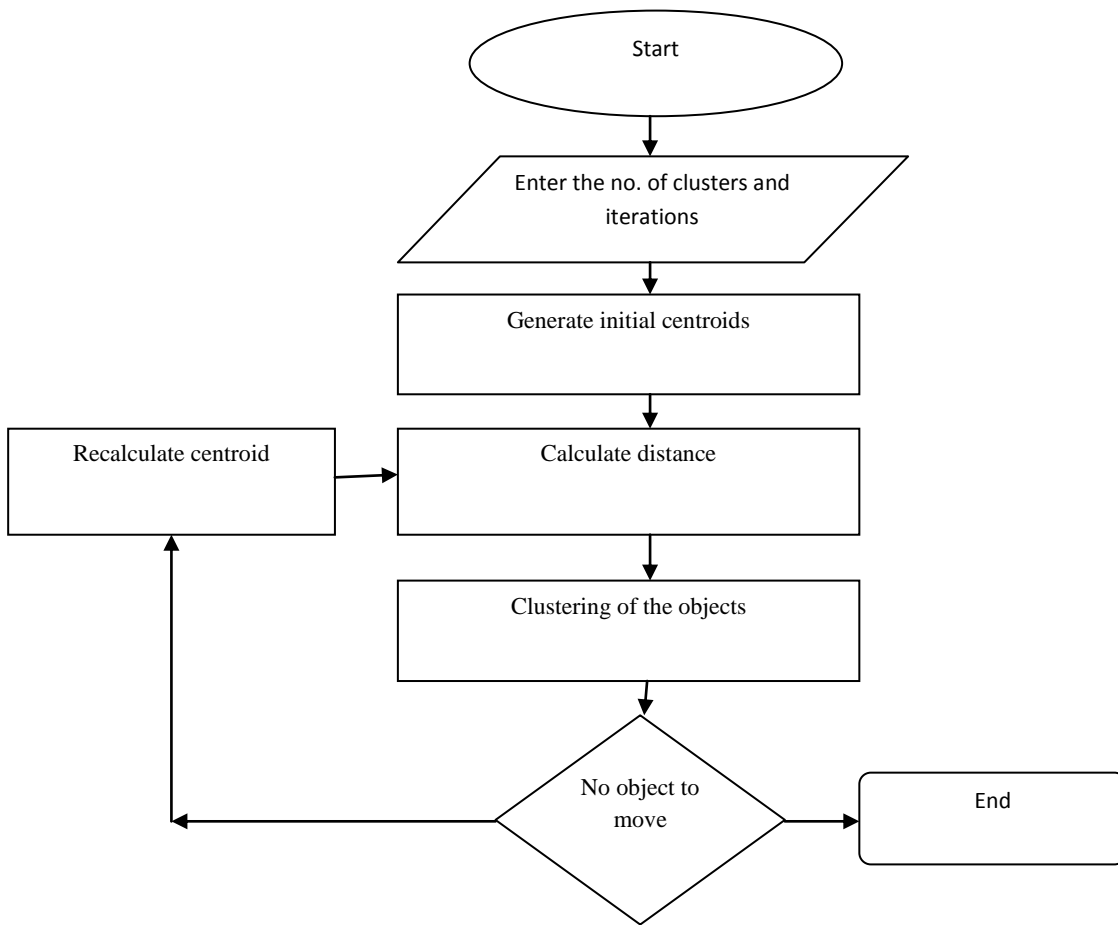 Start
Enter the no. of clusters and
iterations
Generate initial centroids
Recalculate centroid
Calculate distance
Clustering of the objects
No object to
move
End